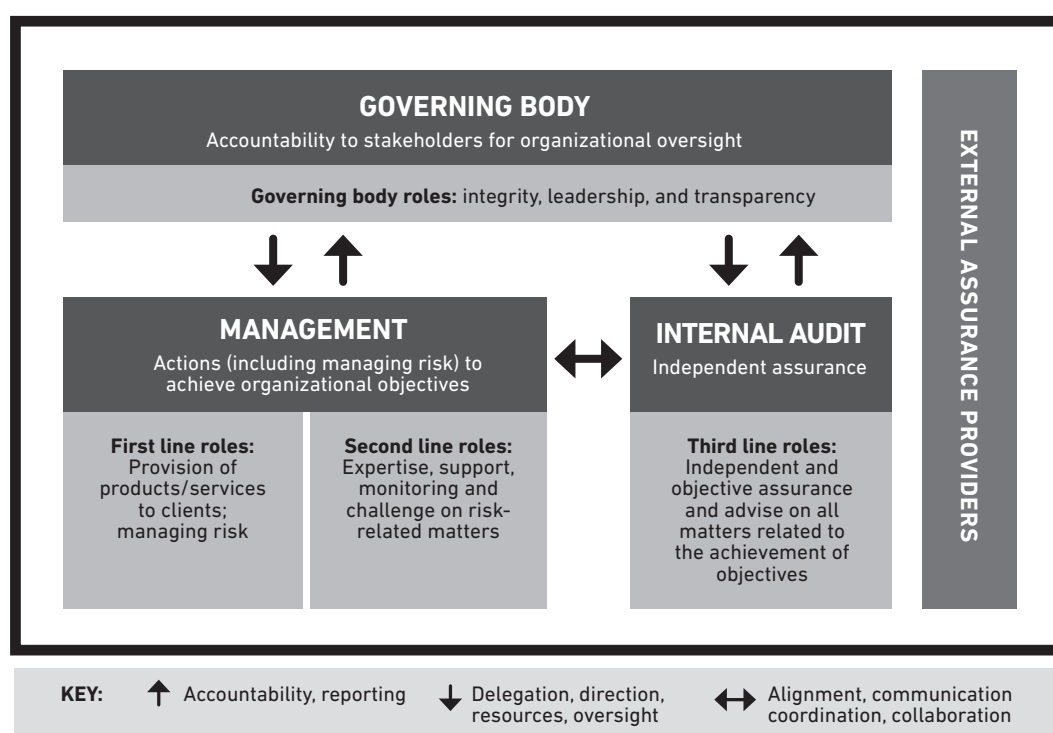 GOVERNING BODY
Accountability to stakeholders for organizational oversight
Governing body roles: integrity, leadership, and transparency
MANAGEMENT
Actions (including managing risk) to
achieve organizational objectives
INTERNAL AUDIT
Independent assurance
First line roles:
Provision of
products/services
to clients;
managing risk
Second line roles:
Expertise, support,
monitoring and
challenge on risk-
related matters
Third line roles:
Independent and
objective assurance
and advise on all
matters related to
the achievement of
objectives
EXTERNAL ASSURANCE PROVIDERS
KEY:
Accountability, reporting
Delegation, direction,
resources, oversight
Alignment, communication
coordination, collaboration